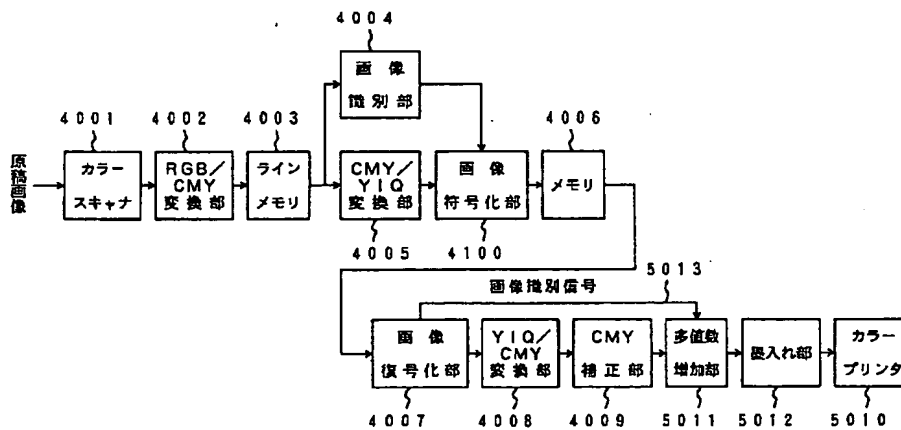 4004
画像
識別部
4001
4002
4003
4006
原稿画像
カラー
スキャナ
RGB/
CMY
変換部
ライン
メモリ
CMY/
YIQ
変換部
画像
符号化部
メモリ
4005
4100
5013
画像識別信号
画像
復号化部
YIQ/
CMY
変換部
CMY
補正部
多値数
増加部
墨入れ部
カラー
プリンタ
4007
4008
4009
5011
5012
5010